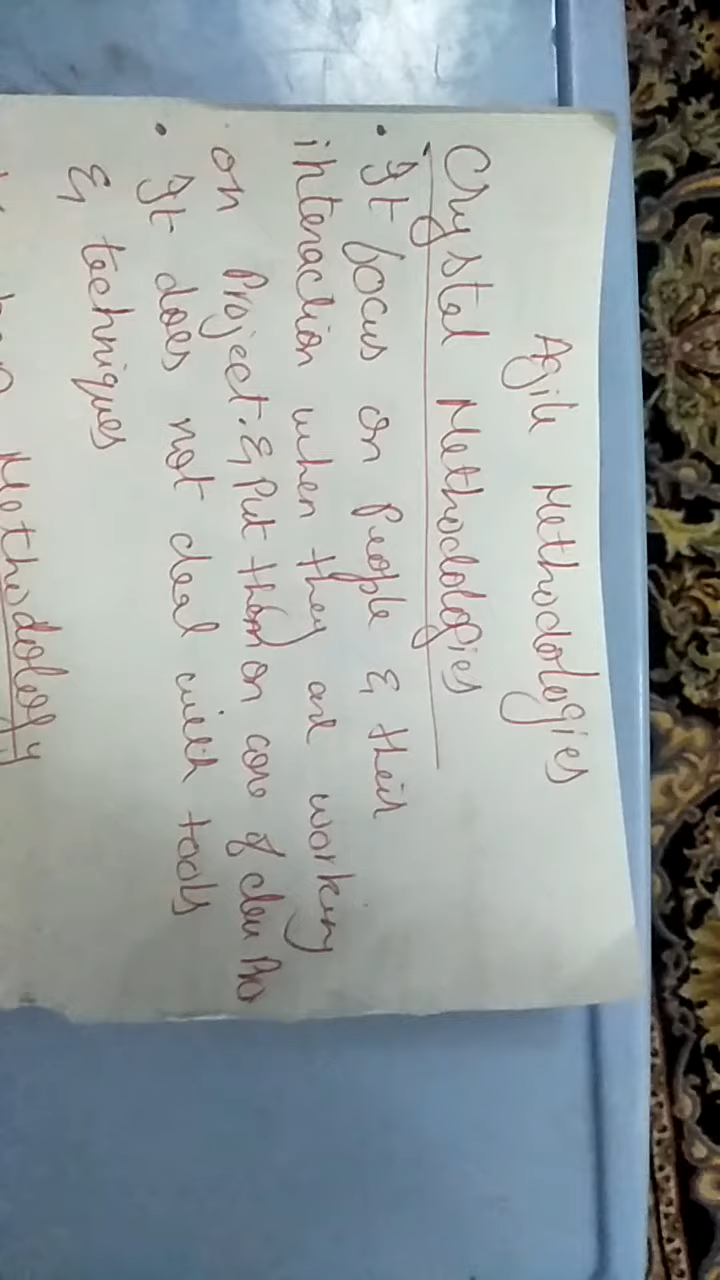 Agile Methodologies
Crystal Methodologies
• It focus on People & their
interaction when they are working
on Project. & Put them on core of dev Pro
• It does not deal with tools
& techniques
Methodology